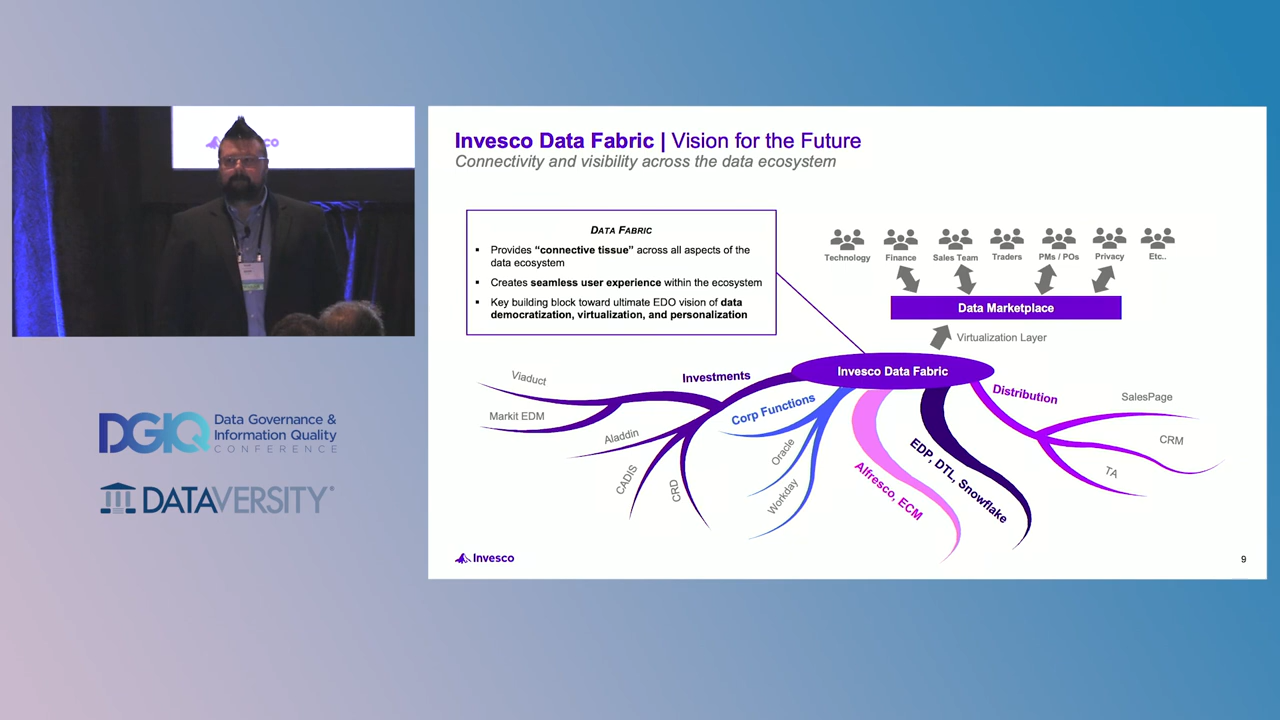 co
DGIQ
Data Governance &
Information Quality
CONFERENCE
DATAVERSITY
Invesco Data Fabric | Vision for the Future
Connectivity and visibility across the data ecosystem
DATA FABRIC
▪ Provides “connective tissue” across all aspects of the
data ecosystem
▪ Creates seamless user experience within the ecosystem
▪ Key building block toward ultimate EDO vision of data
democratization, virtualization, and personalization
Technology Finance Sales Team Traders PMs / POs Privacy Etc..
Data Marketplace
Virtualization Layer
Invesco Data Fabric
Investments
Viaduct
Markit EDM
Aladdin
CADIS
CRD
Corp Functions
Oracle
Workday
Alfresco, ECM
EDP, DTL, Snowflake
Distribution
SalesPage
CRM
TA
Invesco
9